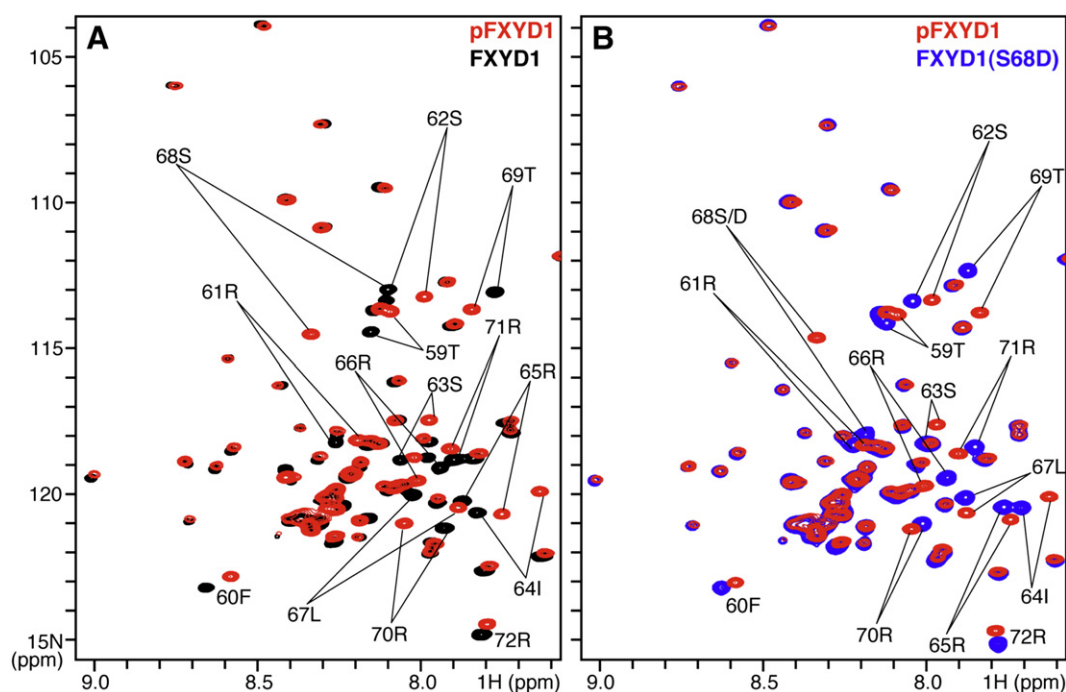 A
pFXYD1
FXYD1
105
110
115
120
15N
(ppm)
68S
62S
69T
61R
59T
71R
66R
63S
65R
60F
67L
64I
70R
72R
9.0
8.5
8.0
1H (ppm)
B
pFXYD1
FXYD1(S68D)
62S
69T
68S/D
61R
59T
71R
66R
63S
67L
60F
64I
70R
65R
72R
9.0
8.5
8.0
1H (ppm)